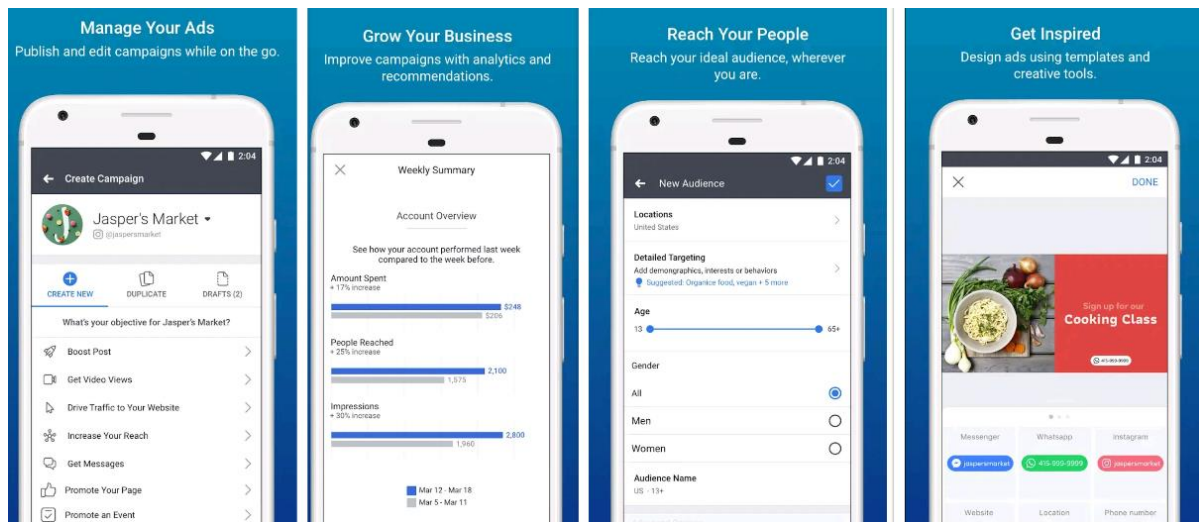 Manage Your Ads
Publish and edit campaigns while on the go.
2:04
Create Campaign
Jasper's Market
@jaspersmarket
CREATE NEW
DUPLICATE
DRAFTS (2)
What's your objective for Jasper's Market?
Boost Post
Get Video Views
Drive Traffic to Your Website
Increase Your Reach
Get Messages
Promote Your Page
Promote an Event
Grow Your Business
Improve campaigns with analytics and
recommendations.
Weekly Summary
Account Overview
See how your account performed last week
compared to the week before.
Amount Spent
+ 17% increase
$248
$206
People Reached
+ 25% increase
2,100
1,575
Impressions
+ 30% increase
2,800
1,960
Mar 12 - Mar 18
Mar 5 - Mar 11
Reach Your People
Reach your ideal audience, wherever
you are.
2:04
New Audience
Locations
United States
Detailed Targeting
Add demongraphics, interests or behaviors
Suggested: Organice food, vegan + 5 more
Age
13
65+
Gender
All
Men
Women
Audience Name
US - 13+
Get Inspired
Design ads using templates and
creative tools.
2:04
DONE
Sign up for our
Cooking Class
415-999-9999
Messenger
Whatsapp
Instagram
jaspersmarket
415-999-9999
jaspersmarket
Website
Location
Phone number